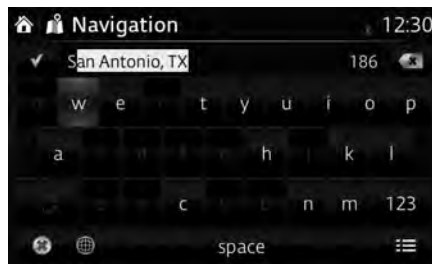 Navigation 12:30
San Antonio, TX 186
w e t y u i o p
a h k l
c n m 123
space